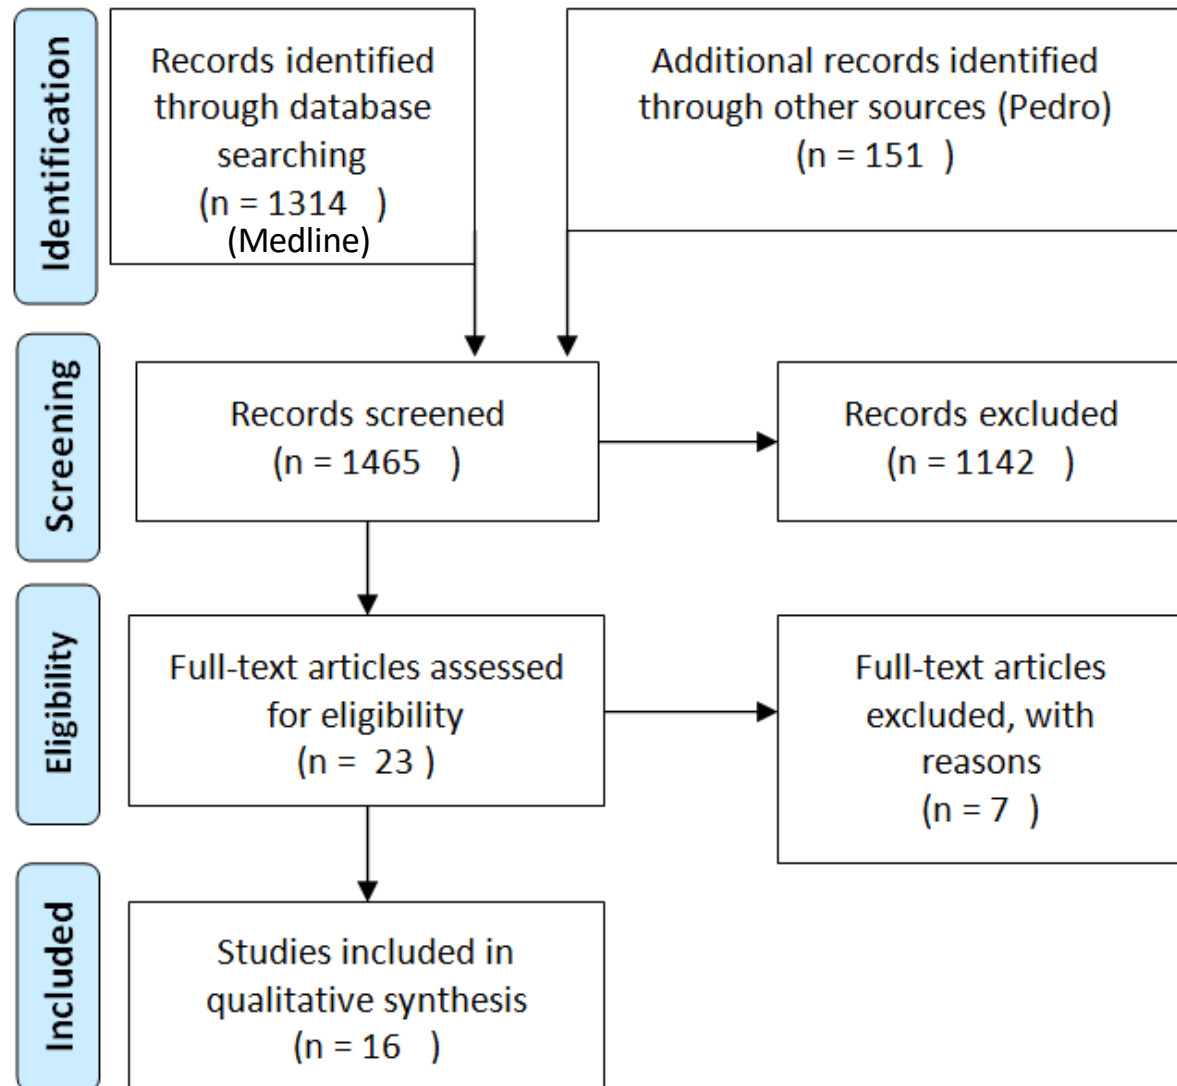 Identification
Records identified
through database
searching
(n = 1314   )
(Medline)
Additional records identified
through other sources (Pedro)
(n = 151  )
Screening
Records screened
(n = 1465   )
Records excluded
(n = 1142   )
Eligibility
Full-text articles assessed
for eligibility
(n =  23 )
Full-text articles
excluded, with
reasons
(n = 7  )
Included
Studies included in
qualitative synthesis
(n = 16   )